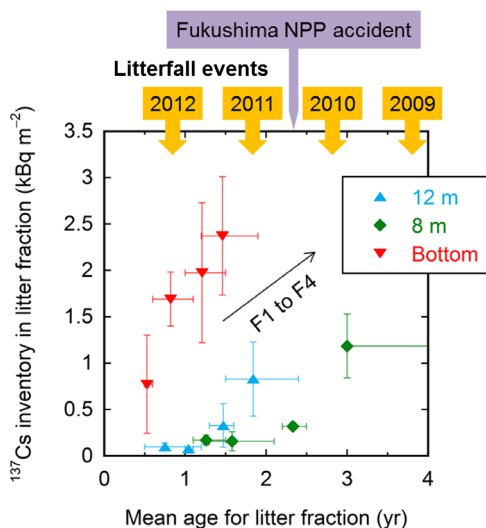 Fukushima NPP accident
Litterfall events
2012 2011 2010 2009
3.5
3
2.5
2
1.5
1
0.5
0
¹³⁷Cs inventory in litter fraction (kBq m⁻²)
12 m
8 m
Bottom
F1 to F4
0 1 2 3 4
Mean age for litter fraction (yr)